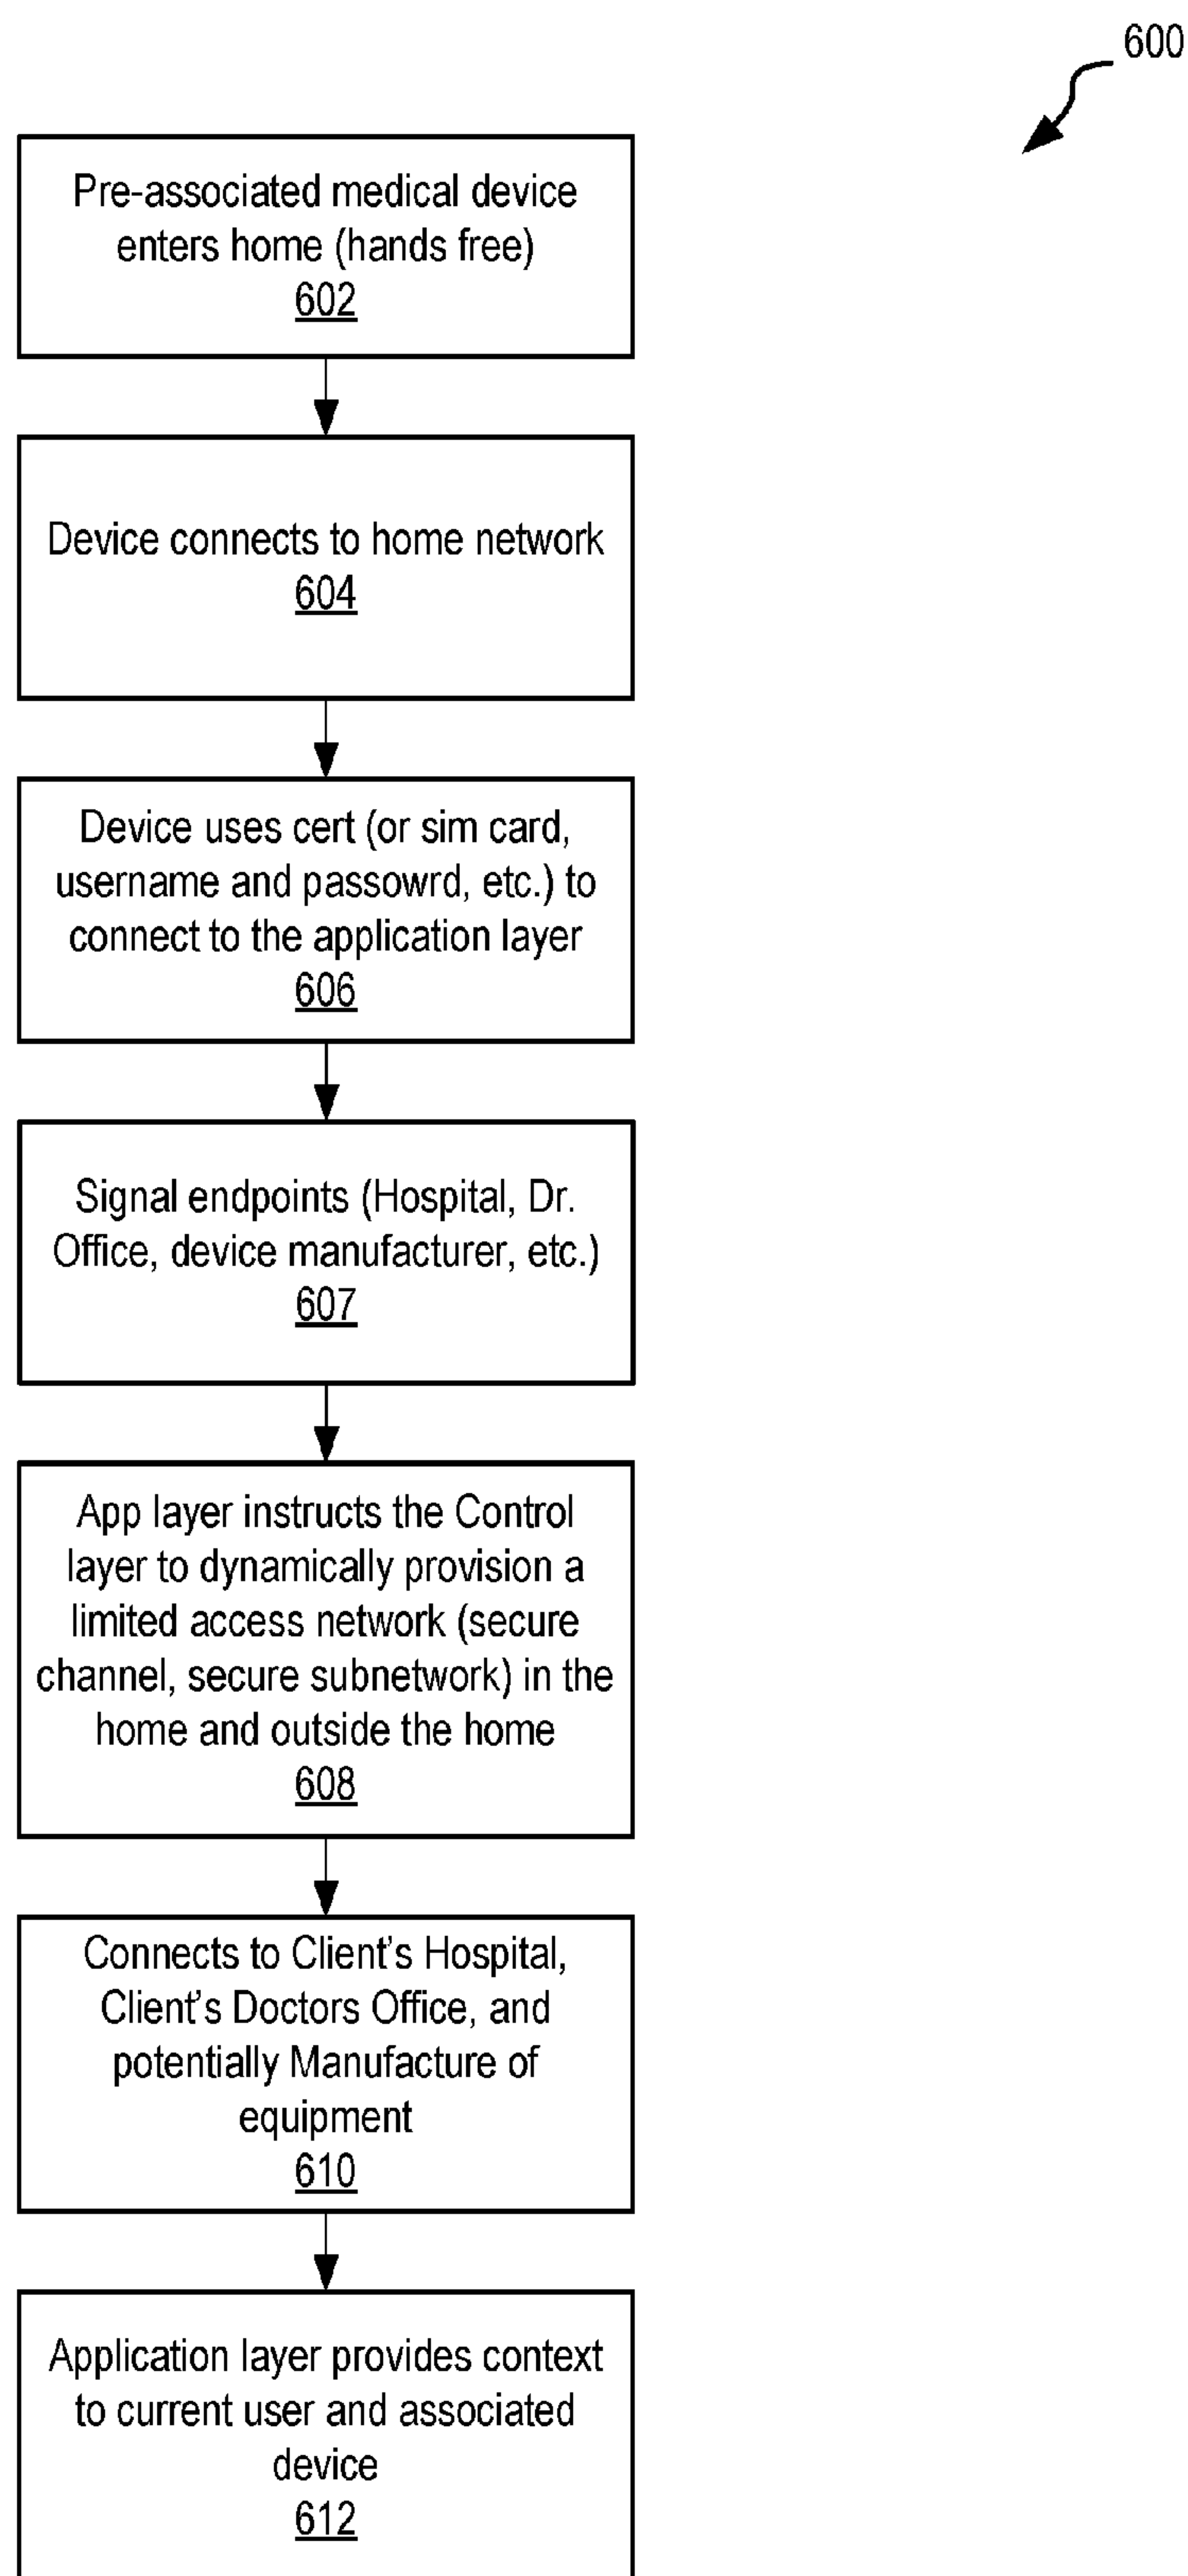 600
Pre-associated medical device
enters home (hands free)
602
Device connects to home network
604
Device uses cert (or sim card,
username and passowrd, etc.) to
connect to the application layer
606
Signal endpoints (Hospital, Dr.
Office, device manufacturer, etc.)
607
App layer instructs the Control
layer to dynamically provision a
limited access network (secure
channel, secure subnetwork) in the
home and outside the home
608
Connects to Client's Hospital,
Client's Doctors Office, and
potentially Manufacture of
equipment
610
Application layer provides context
to current user and associated
device
612